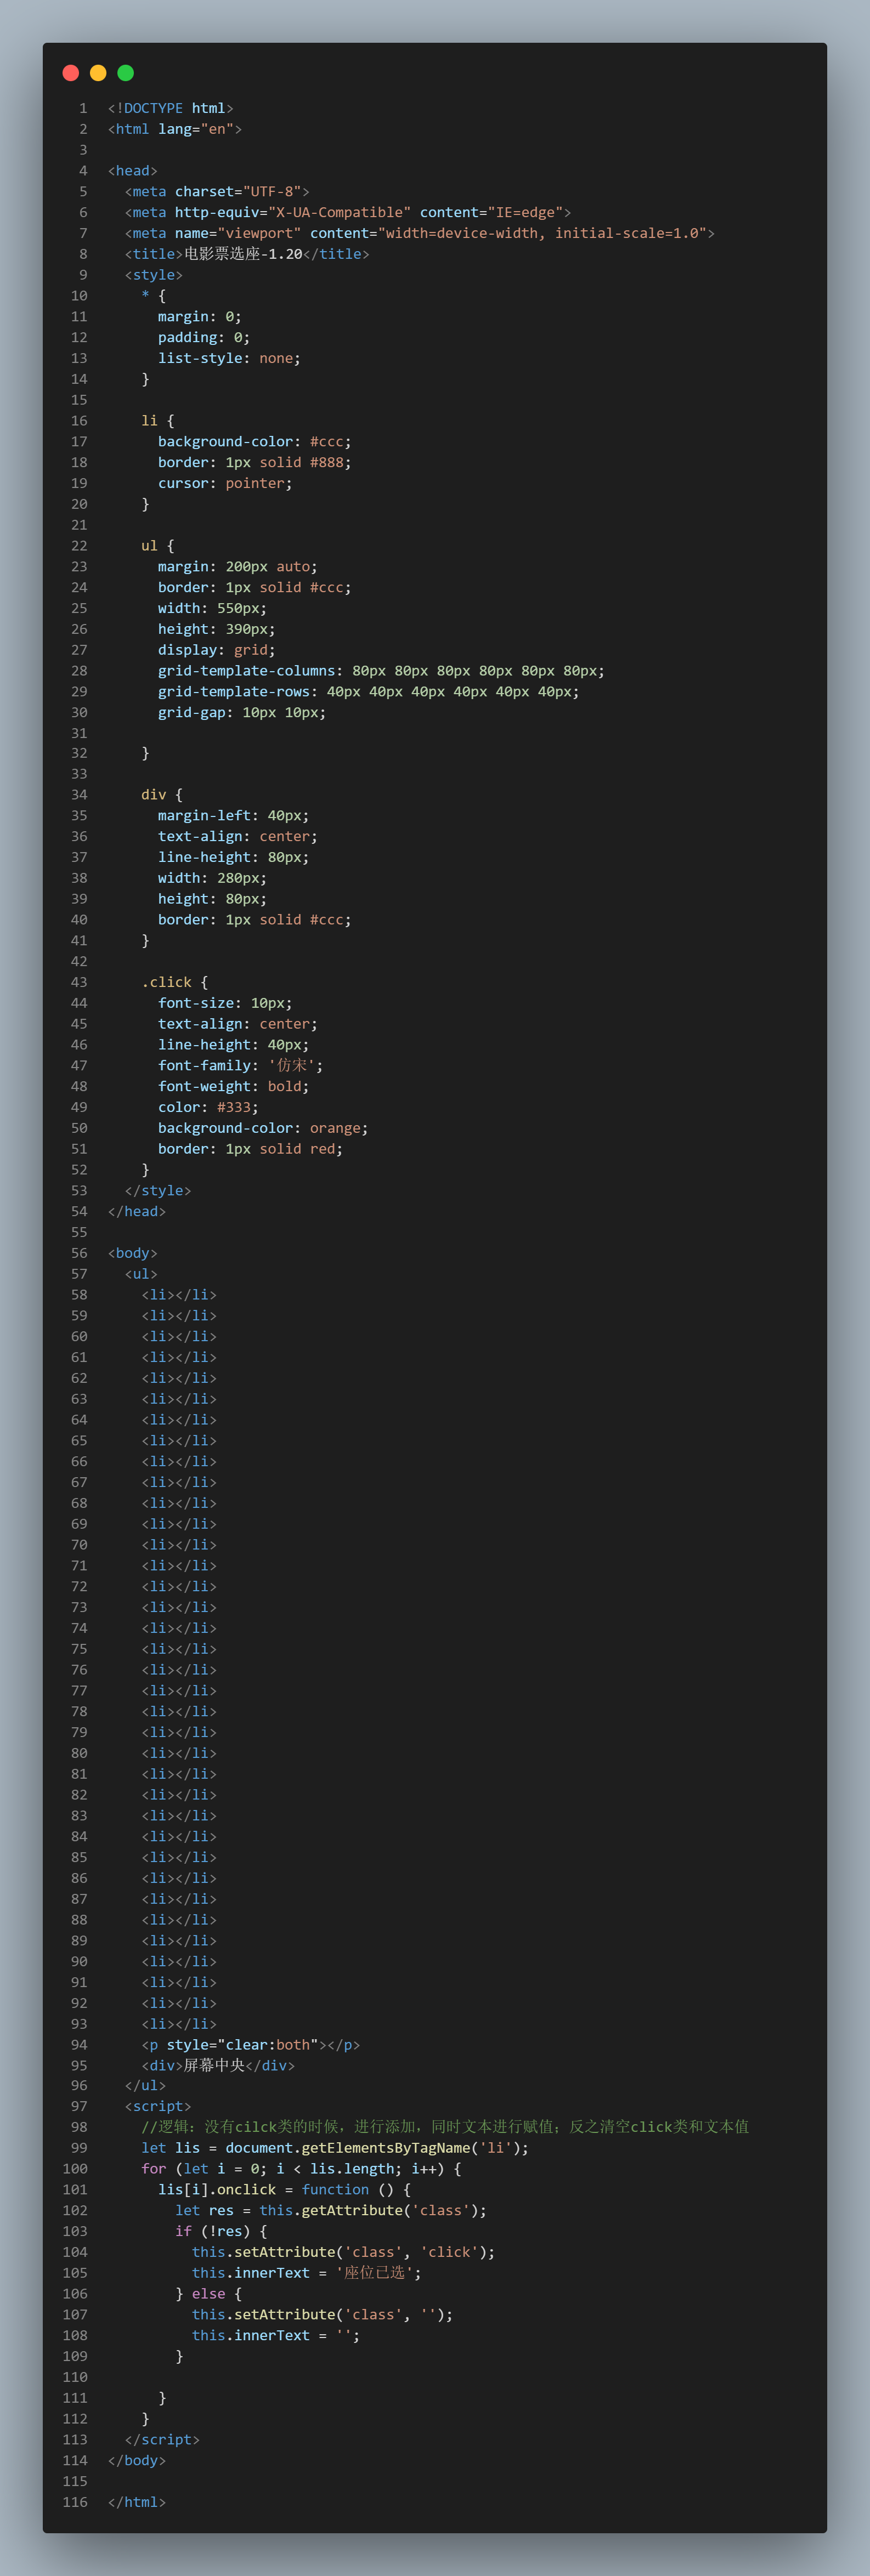 1 <!DOCTYPE html>
2 <html lang="en">
3
4 <head>
5   <meta charset="UTF-8">
6   <meta http-equiv="X-UA-Compatible" content="IE=edge">
7   <meta name="viewport" content="width=device-width, initial-scale=1.0">
8   <title>电影票选座-1.20</title>
9   <style>
10     * {
11       margin: 0;
12       padding: 0;
13       list-style: none;
14     }
15
16     li {
17       background-color: #ccc;
18       border: 1px solid #888;
19       cursor: pointer;
20     }
21
22     ul {
23       margin: 200px auto;
24       border: 1px solid #ccc;
25       width: 550px;
26       height: 390px;
27       display: grid;
28       grid-template-columns: 80px 80px 80px 80px 80px 80px;
29       grid-template-rows: 40px 40px 40px 40px 40px 40px;
30       grid-gap: 10px 10px;
31
32     }
33
34     div {
35       margin-left: 40px;
36       text-align: center;
37       line-height: 80px;
38       width: 280px;
39       height: 80px;
40       border: 1px solid #ccc;
41     }
42
43     .click {
44       font-size: 10px;
45       text-align: center;
46       line-height: 40px;
47       font-family: '仿宋';
48       font-weight: bold;
49       color: #333;
50       background-color: orange;
51       border: 1px solid red;
52     }
53   </style>
54 </head>
55
56 <body>
57   <ul>
58     <li></li>
59     <li></li>
60     <li></li>
61     <li></li>
62     <li></li>
63     <li></li>
64     <li></li>
65     <li></li>
66     <li></li>
67     <li></li>
68     <li></li>
69     <li></li>
70     <li></li>
71     <li></li>
72     <li></li>
73     <li></li>
74     <li></li>
75     <li></li>
76     <li></li>
77     <li></li>
78     <li></li>
79     <li></li>
80     <li></li>
81     <li></li>
82     <li></li>
83     <li></li>
84     <li></li>
85     <li></li>
86     <li></li>
87     <li></li>
88     <li></li>
89     <li></li>
90     <li></li>
91     <li></li>
92     <li></li>
93     <li></li>
94     <p style="clear:both"></p>
95     <div>屏幕中央</div>
96   </ul>
97   <script>
98     //逻辑：没有cilck类的时候，进行添加，同时文本进行赋值；反之清空click类和文本值
99     let lis = document.getElementsByTagName('li');
100     for (let i = 0; i < lis.length; i++) {
101       lis[i].onclick = function () {
102         let res = this.getAttribute('class');
103         if (!res) {
104           this.setAttribute('class', 'click');
105           this.innerText = '座位已选';
106         } else {
107           this.setAttribute('class', '');
108           this.innerText = '';
109         }
110
111       }
112     }
113   </script>
114 </body>
115
116 </html>